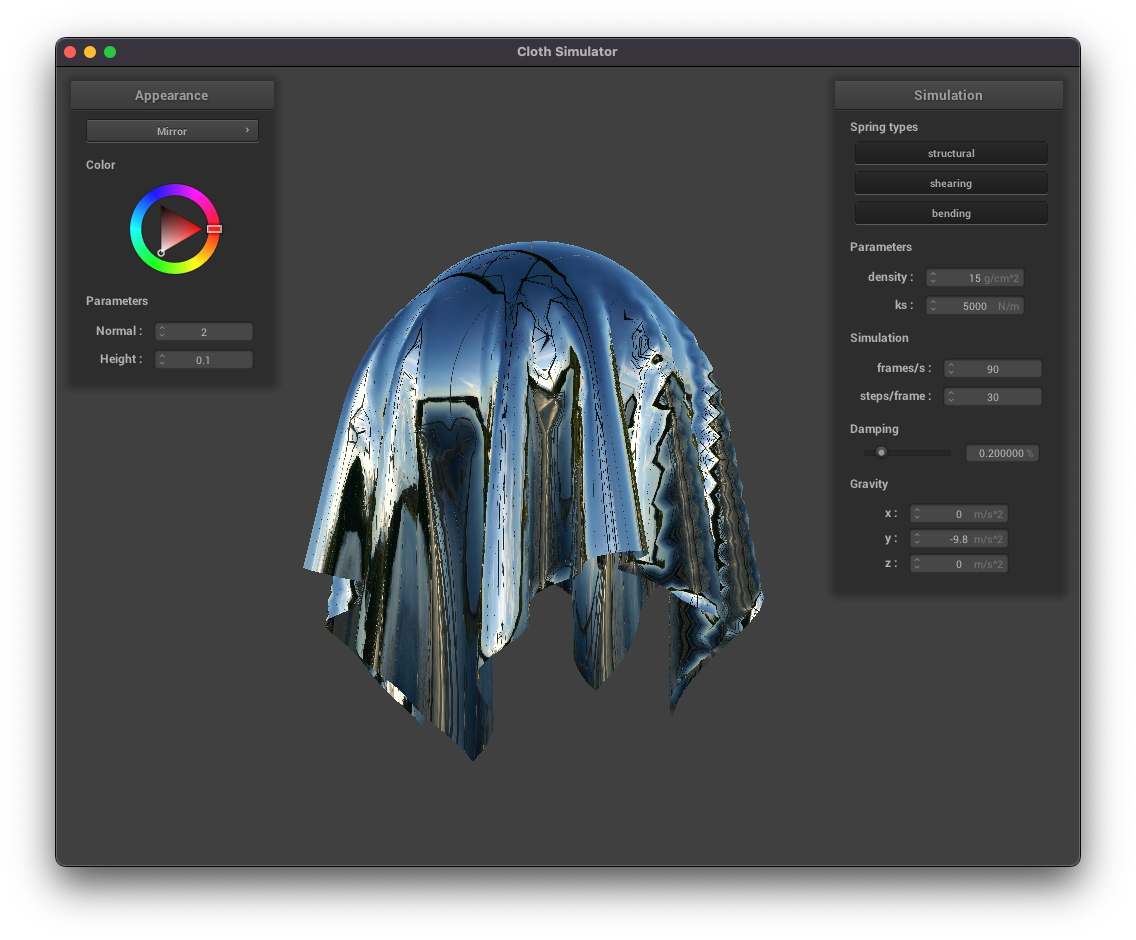 Cloth Simulator
Appearance
Mirror
Color
Parameters
Normal : 2
Height : 0.1
Simulation
Spring types
structural
shearing
bending
Parameters
density : 15 g/cm^2
ks : 5000 N/m
Simulation
frames/s : 90
steps/frame : 30
Damping
0.200000 %
Gravity
x : 0 m/s^2
y : -9.8 m/s^2
z : 0 m/s^2